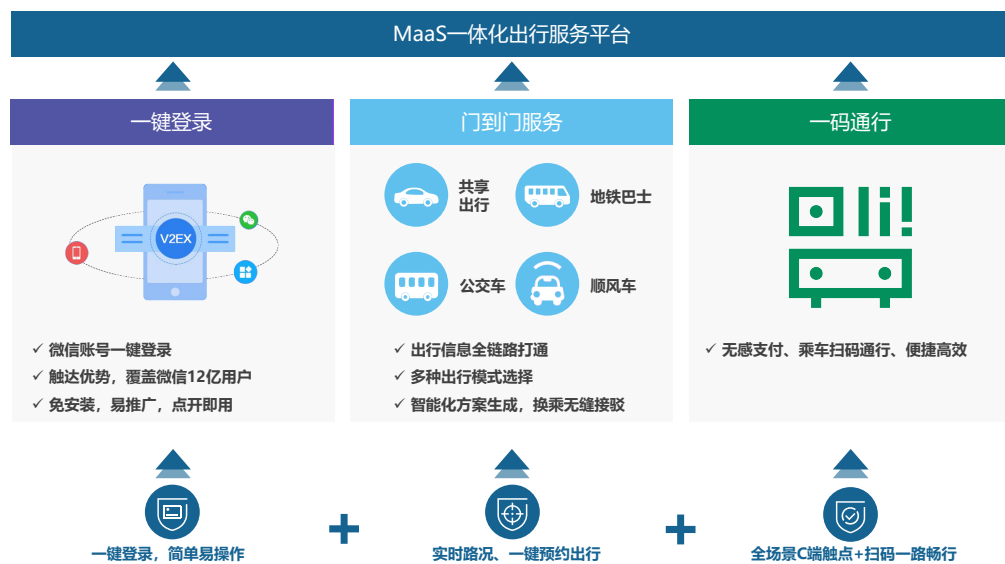 MaaS一体化出行服务平台
一键登录
门到门服务
一码通行
V2EX
共享
出行
地铁巴士
公交车
顺风车
✓ 微信账号一键登录
✓ 触达优势，覆盖微信12亿用户
✓ 免安装，易推广，点开即用
✓ 出行信息全链路打通
✓ 多种出行模式选择
✓ 智能化方案生成，换乘无缝接驳
✓ 无感支付、乘车扫码通行、便捷高效
一键登录，简单易操作
+
实时路况、一键预约出行
+
全场景C端触点+扫码一路畅行